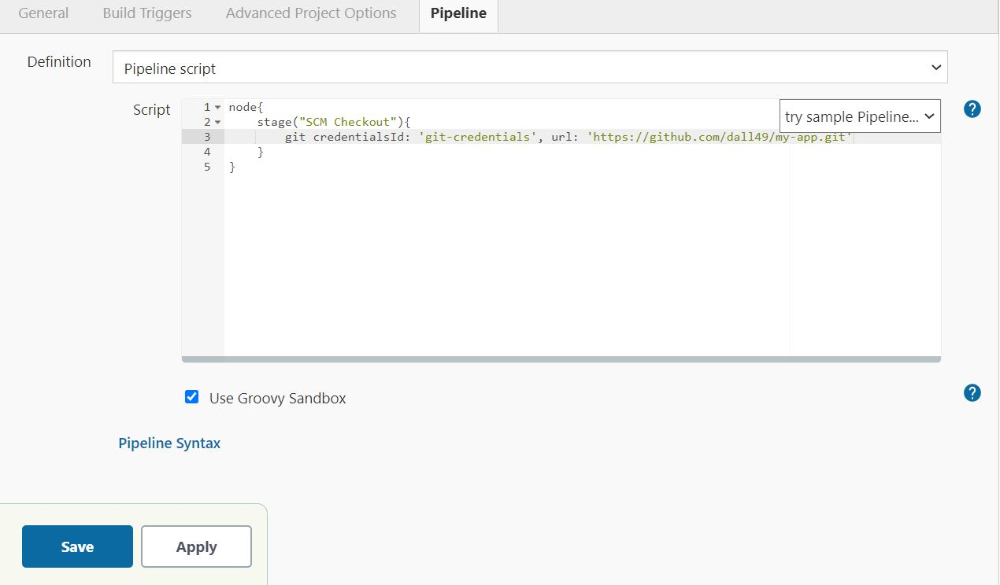 General Build Triggers Advanced Project Options Pipeline
Definition Pipeline script
Script
try sample Pipeline...
?
1 node{
2 stage("SCM Checkout"){
3 git credentialsId: 'git-credentials', url: 'https://github.com/dall49/my-app.git'
4 }
5 }
Use Groovy Sandbox
?
Pipeline Syntax
Save Apply